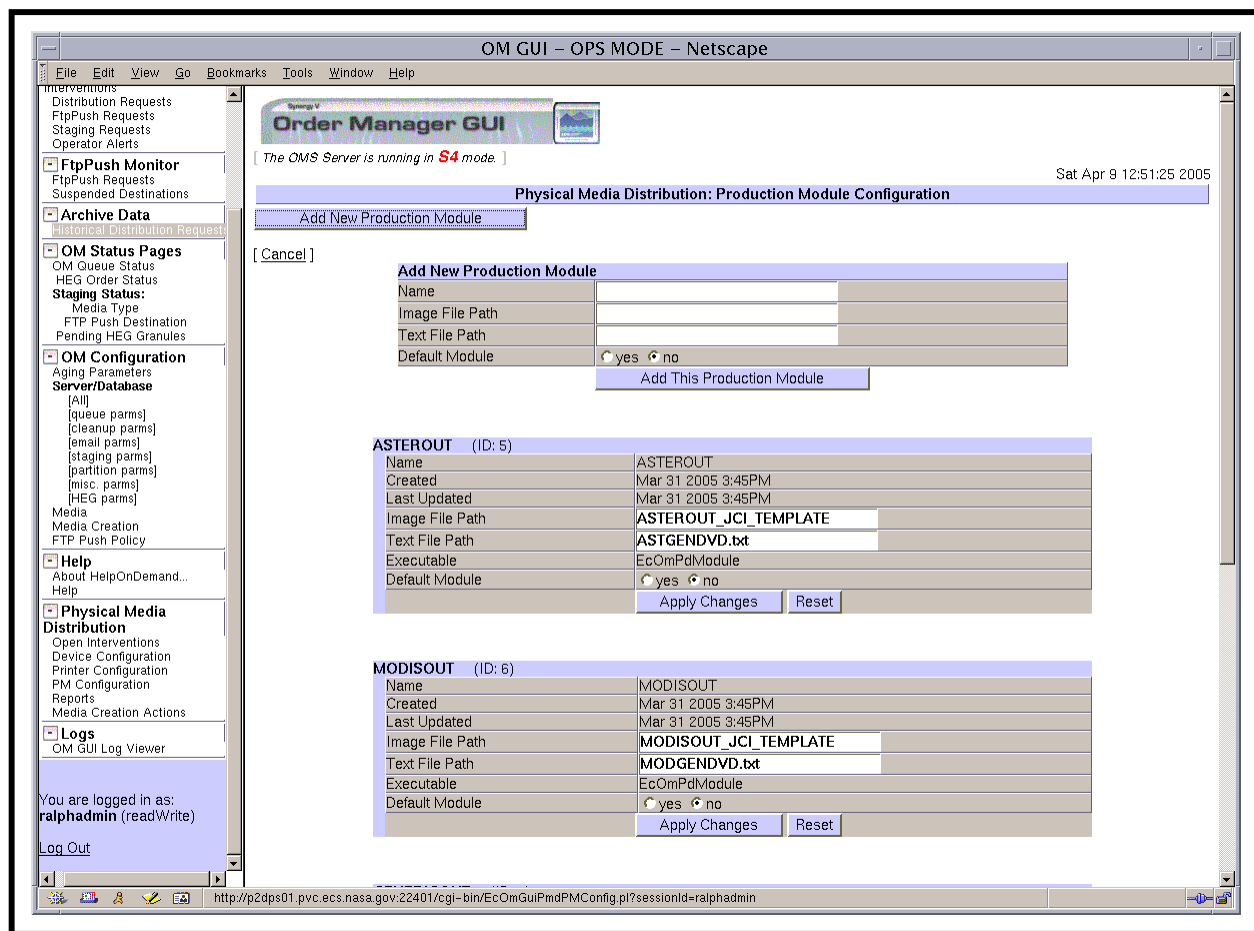 OM GUI – OPS MODE – Netscape
File Edit View Go Bookmarks Tools Window Help
Interventions
Distribution Requests
FtpPush Requests
Staging Requests
Operator Alerts
FtpPush Monitor
FtpPush Requests
Suspended Destinations
Archive Data
Historical Distribution Requests
OM Status Pages
OM Queue Status
HEG Order Status
Staging Status:
Media Type
FTP Push Destination
Pending HEG Granules
OM Configuration
Aging Parameters
Server/Database
[All]
[queue parms]
[cleanup parms]
[email parms]
[staging parms]
[partition parms]
[misc. parms]
[HEG parms]
Media
Media Creation
FTP Push Policy
Help
About HelpOnDemand...
Help
Physical Media
Distribution
Open Interventions
Device Configuration
Printer Configuration
PM Configuration
Reports
Media Creation Actions
Logs
OM GUI Log Viewer
You are logged in as:
ralphadmin (readWrite)
Log Out
Synergy V
Order Manager GUI
[ The OMS Server is running in S4 mode. ]
Sat Apr 9 12:51:25 2005
Physical Media Distribution: Production Module Configuration
Add New Production Module
[ Cancel ]
Add New Production Module
Name
Image File Path
Text File Path
Default Module yes no
Add This Production Module
ASTEROUT (ID: 5)
Name ASTEROUT
Created Mar 31 2005 3:45PM
Last Updated Mar 31 2005 3:45PM
Image File Path ASTEROUT_JCI_TEMPLATE
Text File Path ASTGENDVD.txt
Executable EcOmPdModule
Default Module yes no
Apply Changes Reset
MODISOUT (ID: 6)
Name MODISOUT
Created Mar 31 2005 3:45PM
Last Updated Mar 31 2005 3:45PM
Image File Path MODISOUT_JCI_TEMPLATE
Text File Path MODGENDVD.txt
Executable EcOmPdModule
Default Module yes no
Apply Changes Reset
http://p2dps01.pvc.ecs.nasa.gov:22401/cgi-bin/EcOmGuiPmdPMConfig.pl?sessionId=ralphadmin